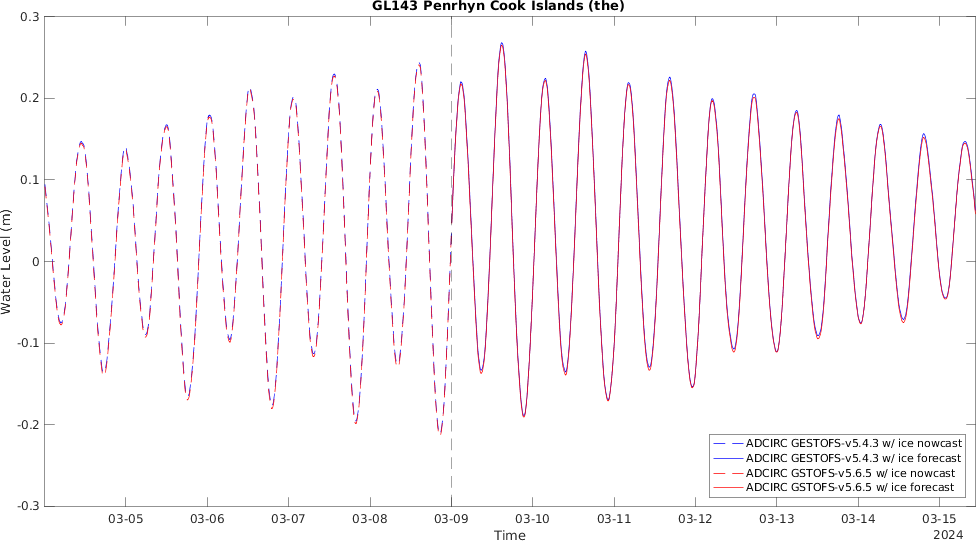 GL143 Penrhyn Cook Islands (the)
0.3
0.2
0.1
0
-0.1
-0.2
-0.3
Water Level (m)
ADCIRC GESTOFS-v5.4.3 w/ ice nowcast
ADCIRC GESTOFS-v5.4.3 w/ ice forecast
ADCIRC GSTOFS-v5.6.5 w/ ice nowcast
ADCIRC GSTOFS-v5.6.5 w/ ice forecast
03-05 03-06 03-07 03-08 03-09 03-10 03-11 03-12 03-13 03-14 03-15
Time
2024